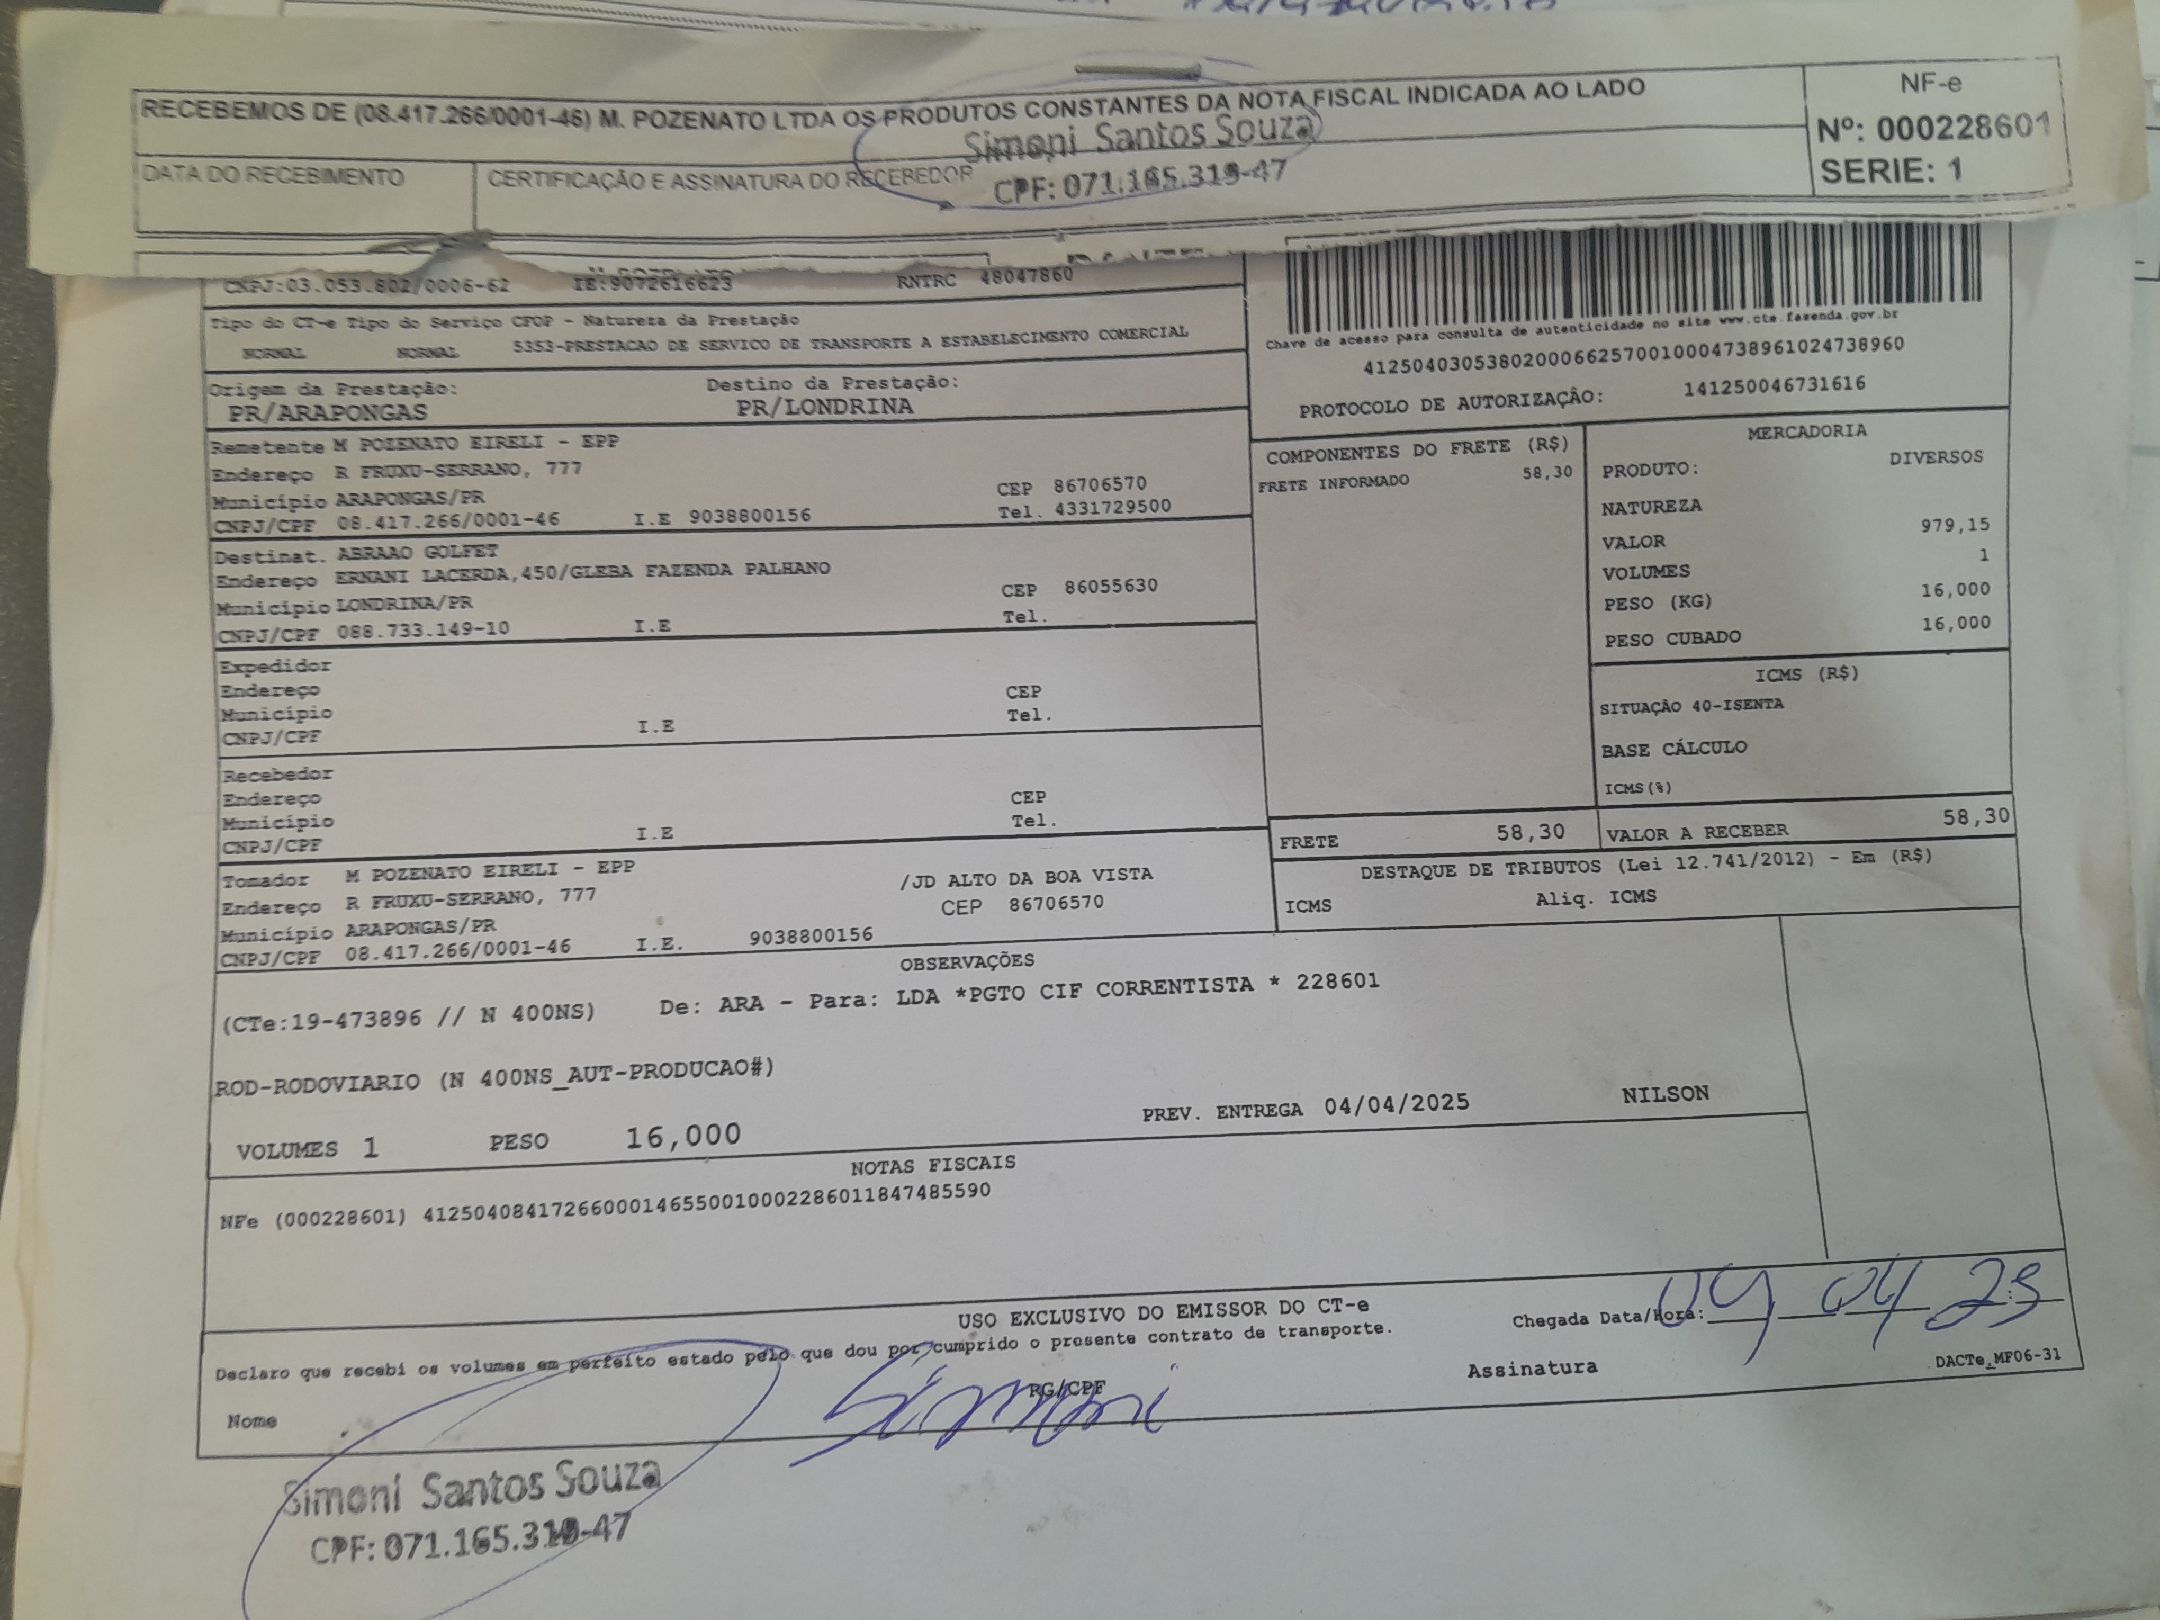 RECEBEMOS DE (08.417.266/0001-46) M. POZENATO LTDA OS PRODUTOS CONSTANTES DA NOTA FISCAL INDICADA AO LADO
NF-e
Nº: 000228601
SERIE: 1
DATA DO RECEBIMENTO
CERTIFICAÇÃO E ASSINATURA DO RECEBEDOR
Simoni Santos Souza
CPF: 071.165.319-47
CNPJ:03.053.802/0006-62 IE:9072616623 RNTRC 48047860
Tipo do CT-e Tipo do Serviço CFOP - Natureza da Prestação
NORMAL NORMAL 5353-PRESTACAO DE SERVICO DE TRANSPORTE A ESTABELECIMENTO COMERCIAL
Chave de acesso para consulta de autenticidade no site www.cte.fazenda.gov.br
41250403053802000662570010004738961024738960
PROTOCOLO DE AUTORIZAÇÃO: 141250046731616
Origem da Prestação: Destino da Prestação:
PR/ARAPONGAS PR/LONDRINA
Remetente M POZENATO EIRELI - EPP
Endereço R FRUXU-SERRANO, 777
Município ARAPONGAS/PR CEP 86706570
CNPJ/CPF 08.417.266/0001-46 I.E 9038800156 Tel. 4331729500
Destinat. ABRAAO GOLFET
Endereço ERNANI LACERDA,450/GLEBA FAZENDA PALHANO
Município LONDRINA/PR CEP 86055630
CNPJ/CPF 088.733.149-10 I.E Tel.
Expedidor
Endereço
Município CEP
CNPJ/CPF I.E Tel.
Recebedor
Endereço
Município CEP
CNPJ/CPF I.E Tel.
Tomador M POZENATO EIRELI - EPP
Endereço R FRUXU-SERRANO, 777 /JD ALTO DA BOA VISTA
Município ARAPONGAS/PR CEP 86706570
CNPJ/CPF 08.417.266/0001-46 I.E. 9038800156
COMPONENTES DO FRETE (R$)
FRETE INFORMADO 58,30
MERCADORIA
PRODUTO: DIVERSOS
NATUREZA
VALOR 979,15
VOLUMES 1
PESO (KG) 16,000
PESO CUBADO 16,000
ICMS (R$)
SITUAÇÃO 40-ISENTA
BASE CÁLCULO
ICMS(%)
FRETE 58,30 VALOR A RECEBER 58,30
DESTAQUE DE TRIBUTOS (Lei 12.741/2012) - Em (R$)
ICMS Aliq. ICMS
OBSERVAÇÕES
(CTe:19-473896 // N 400NS) De: ARA - Para: LDA *PGTO CIF CORRENTISTA * 228601
ROD-RODOVIARIO (N 400NS_AUT-PRODUCAO#)
VOLUMES 1 PESO 16,000 PREV. ENTREGA 04/04/2025 NILSON
NOTAS FISCAIS
NFe (000228601) 41250408417266000146550010002286011847485590
USO EXCLUSIVO DO EMISSOR DO CT-e
Declaro que recebi os volumes em perfeito estado pelo que dou por cumprido o presente contrato de transporte.
Chegada Data/Hora: 04 04 25
Nome RG/CPF Assinatura DACTe_MF06-31
Simoni
Simoni Santos Souza
CPF: 071.165.319-47